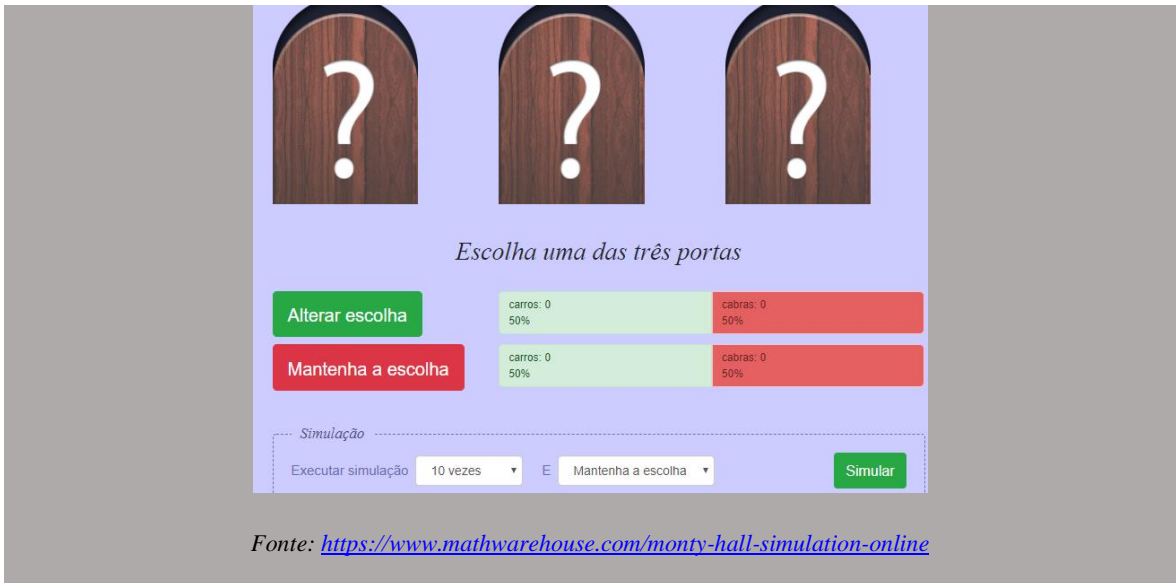 ? ? ?
Escolha uma das três portas
Alterar escolha
carros: 0
50%
cabras: 0
50%
Mantenha a escolha
carros: 0
50%
cabras: 0
50%
Simulação
Executar simulação 10 vezes E Mantenha a escolha Simular
Fonte: https://www.mathwarehouse.com/monty-hall-simulation-online